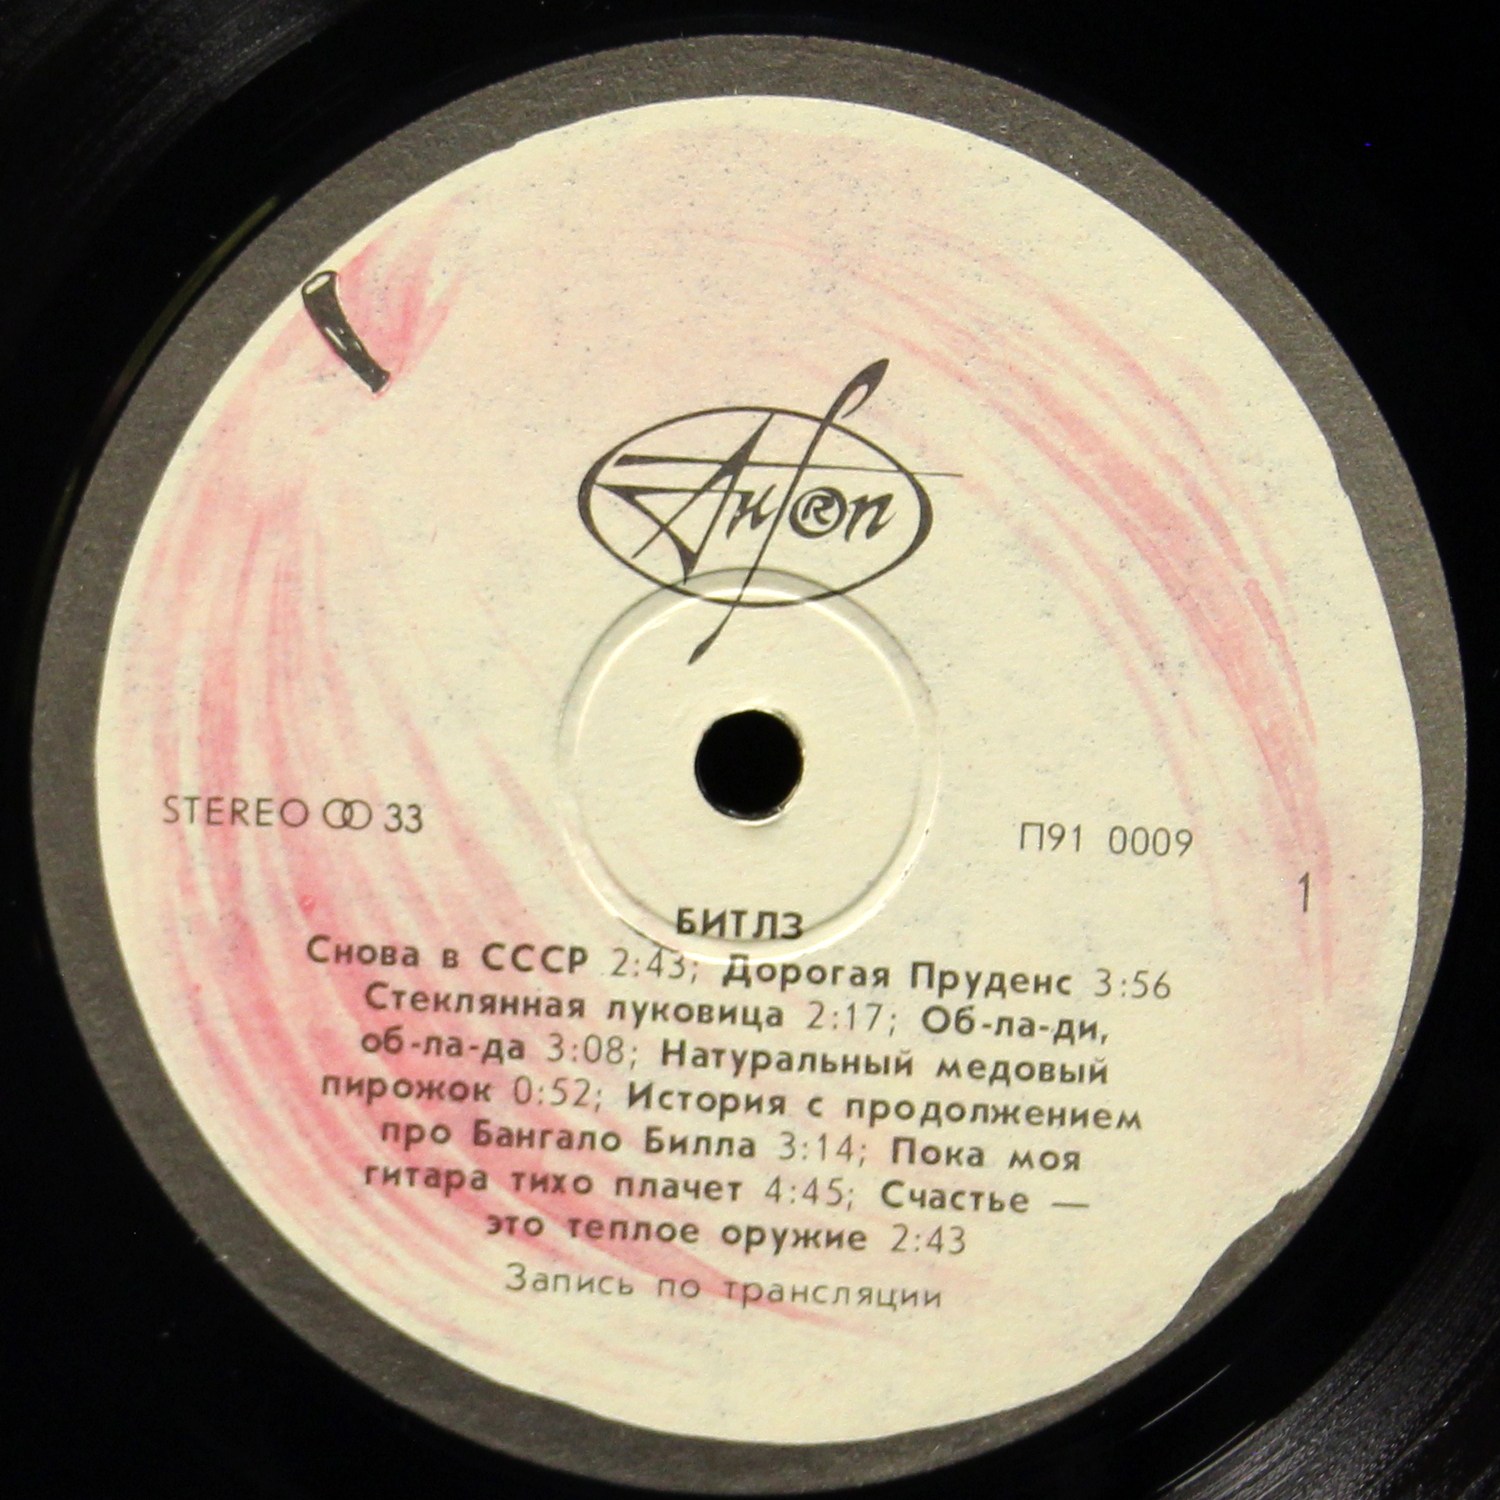 АнТроп
®
STEREO 33
П91 0009
1
БИТЛЗ
Снова в СССР 2:43; Дорогая Пруденс 3:56
Стеклянная луковица 2:17; Об-ла-ди,
об-ла-да 3:08; Натуральный медовый
пирожок 0:52; История с продолжением
про Бангало Билла 3:14; Пока моя
гитара тихо плачет 4:45; Счастье —
это теплое оружие 2:43
Запись по трансляции